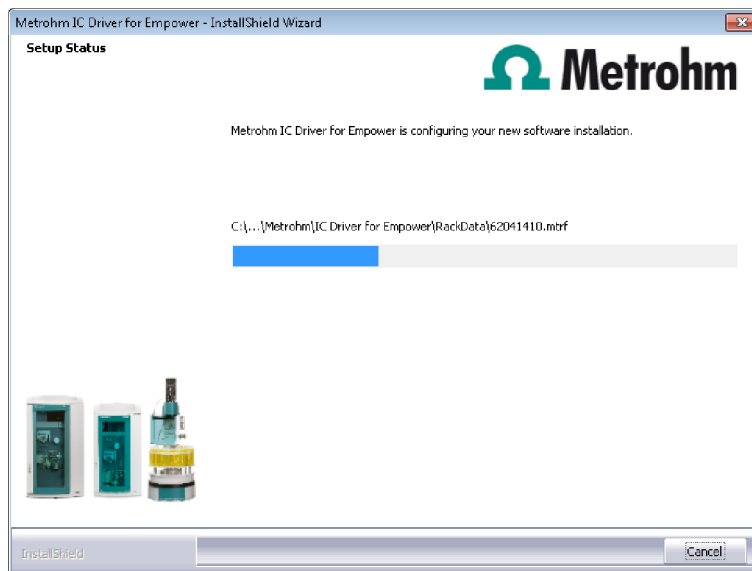 Metrohm IC Driver for Empower - InstallShield Wizard
Setup Status
Metrohm
Metrohm IC Driver for Empower is configuring your new software installation.
C:\...\Metrohm\IC Driver for Empower\RackData\62041410.mtrf
InstallShield
Cancel